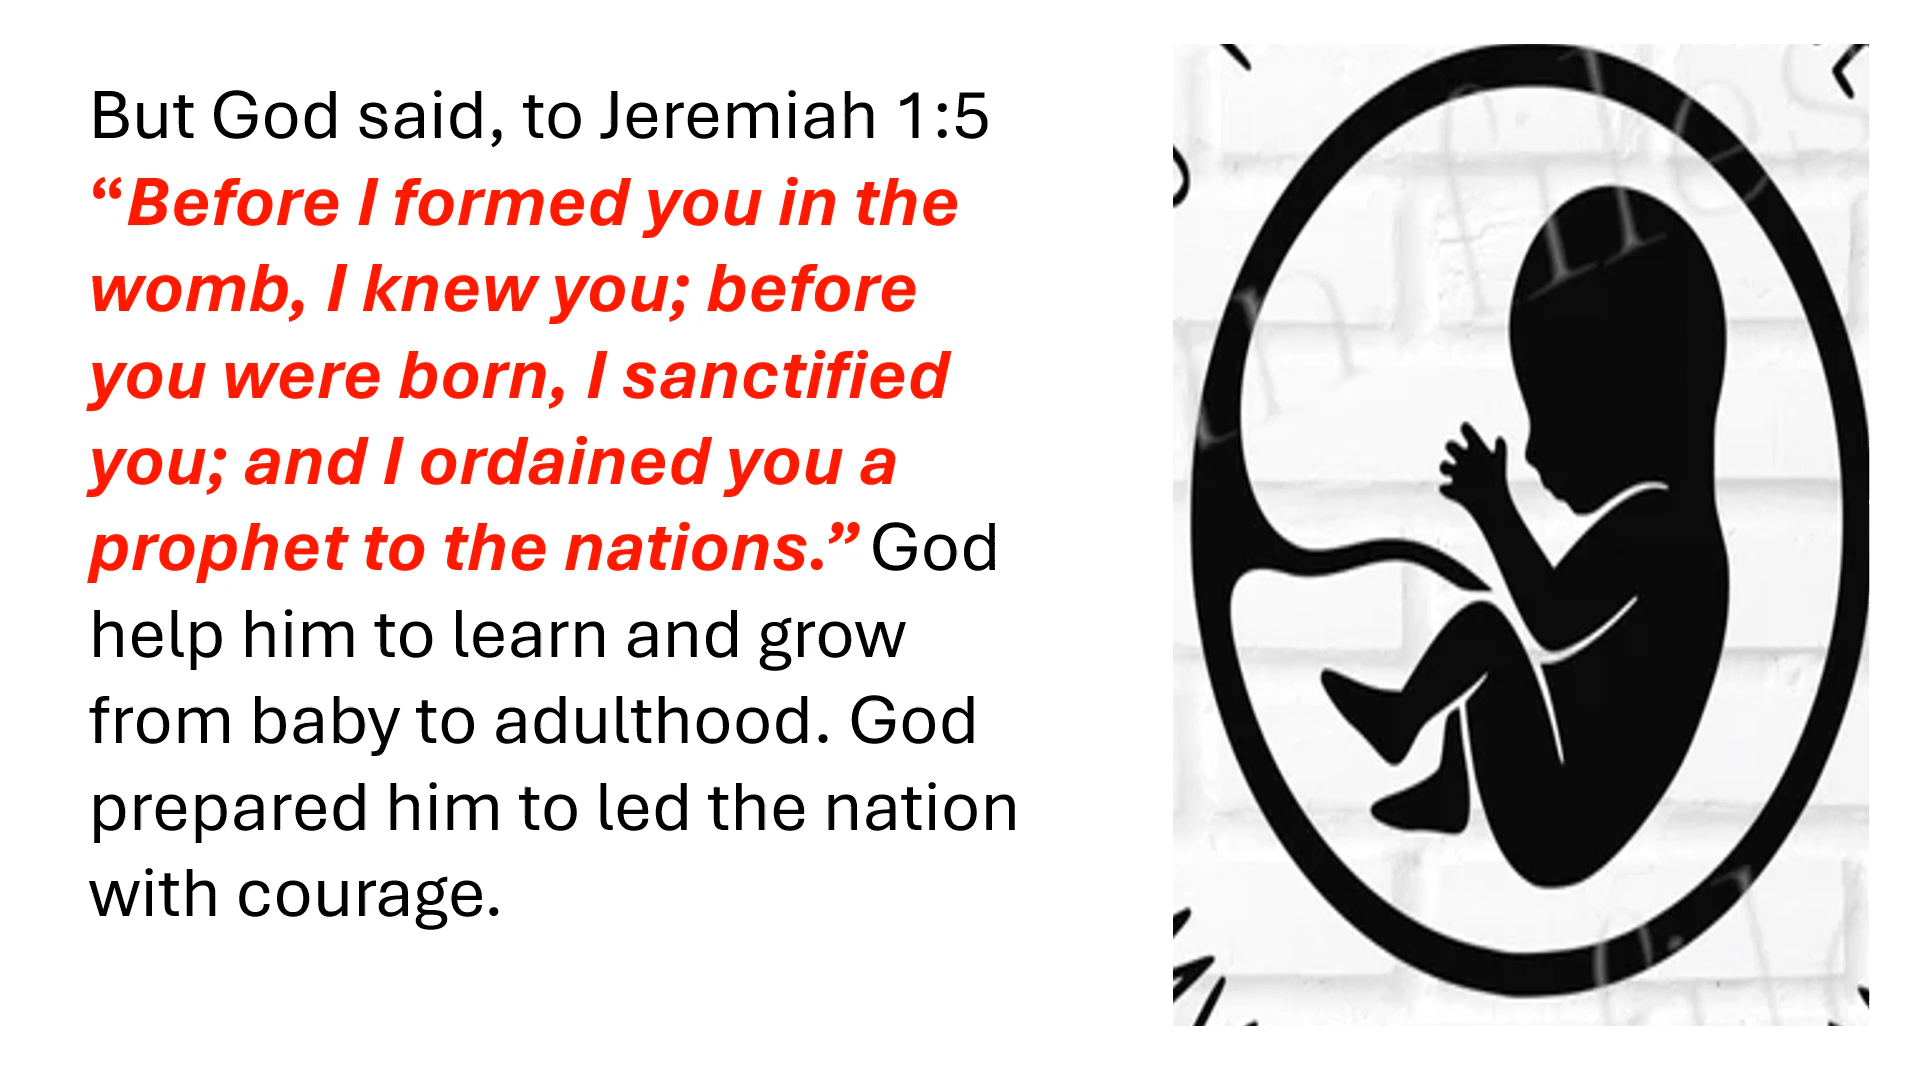 But God said, to Jeremiah 1:5
“Before I formed you in the
womb, I knew you; before
you were born, I sanctified
you; and I ordained you a
prophet to the nations.” God
help him to learn and grow
from baby to adulthood. God
prepared him to led the nation
with courage.